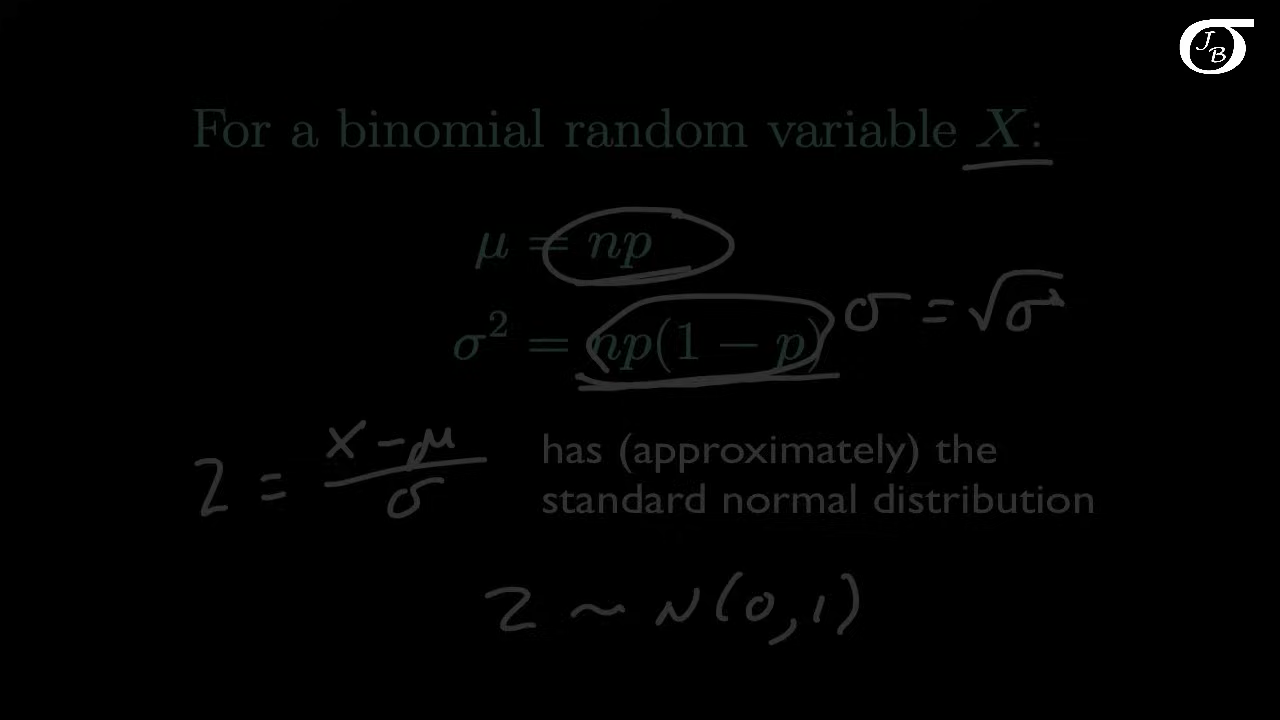 J B
For a binomial random variable X:
μ = np
σ² = np(1 − p) σ = √σ²
Z = (X − μ) / σ has (approximately) the
standard normal distribution
Z ~ N(0,1)